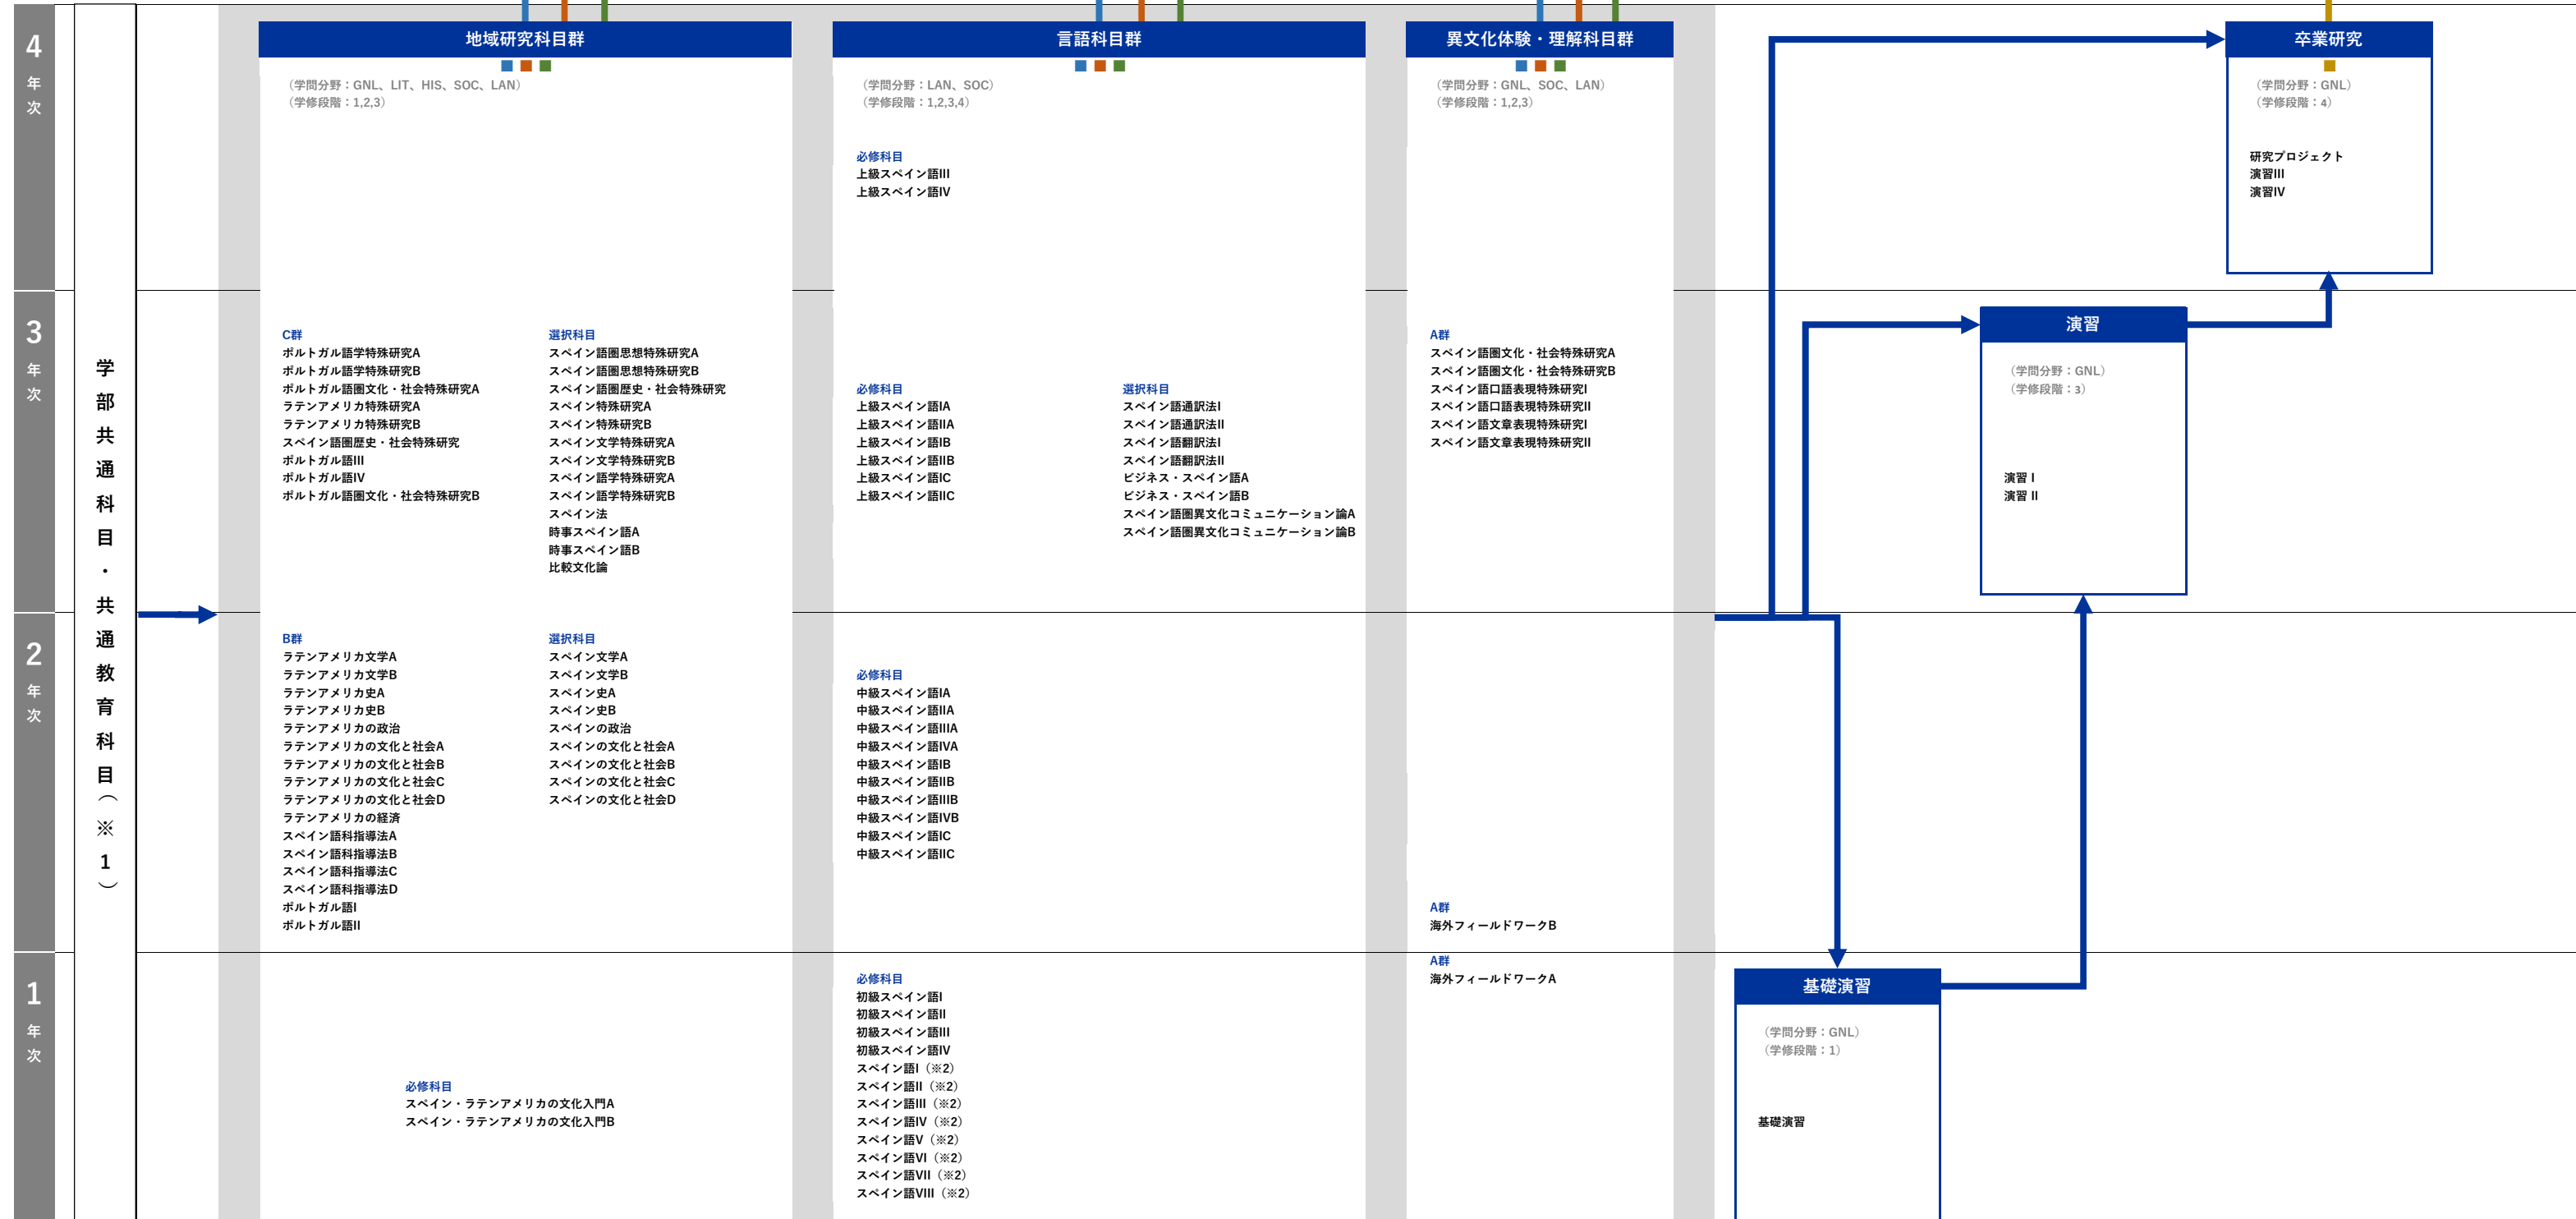 4
年
次
3
年
次
2
年
次
1
年
次
学部共通科目・共通教育科目（※1）
地域研究科目群
（学問分野：GNL、LIT、HIS、SOC、LAN）
（学修段階：1,2,3）
C群
ポルトガル語学特殊研究A
ポルトガル語学特殊研究B
ポルトガル語圏文化・社会特殊研究A
ラテンアメリカ特殊研究A
ラテンアメリカ特殊研究B
スペイン語圏歴史・社会特殊研究
ポルトガル語III
ポルトガル語IV
ポルトガル語圏文化・社会特殊研究B
選択科目
スペイン語圏思想特殊研究A
スペイン語圏思想特殊研究B
スペイン語圏歴史・社会特殊研究
スペイン特殊研究A
スペイン特殊研究B
スペイン文学特殊研究A
スペイン文学特殊研究B
スペイン語学特殊研究A
スペイン語学特殊研究B
スペイン法
時事スペイン語A
時事スペイン語B
比較文化論
B群
ラテンアメリカ文学A
ラテンアメリカ文学B
ラテンアメリカ史A
ラテンアメリカ史B
ラテンアメリカの政治
ラテンアメリカの文化と社会A
ラテンアメリカの文化と社会B
ラテンアメリカの文化と社会C
ラテンアメリカの文化と社会D
ラテンアメリカの経済
スペイン語科指導法A
スペイン語科指導法B
スペイン語科指導法C
スペイン語科指導法D
ポルトガル語I
ポルトガル語II
選択科目
スペイン文学A
スペイン文学B
スペイン史A
スペイン史B
スペインの政治
スペインの文化と社会A
スペインの文化と社会B
スペインの文化と社会C
スペインの文化と社会D
必修科目
スペイン・ラテンアメリカの文化入門A
スペイン・ラテンアメリカの文化入門B
言語科目群
（学問分野：LAN、SOC）
（学修段階：1,2,3,4）
必修科目
上級スペイン語III
上級スペイン語IV
必修科目
上級スペイン語IA
上級スペイン語IIA
上級スペイン語IB
上級スペイン語IIB
上級スペイン語IC
上級スペイン語IIC
選択科目
スペイン語通訳法I
スペイン語通訳法II
スペイン語翻訳法I
スペイン語翻訳法II
ビジネス・スペイン語A
ビジネス・スペイン語B
スペイン語圏異文化コミュニケーション論A
スペイン語圏異文化コミュニケーション論B
必修科目
中級スペイン語IA
中級スペイン語IIA
中級スペイン語IIIA
中級スペイン語IVA
中級スペイン語IB
中級スペイン語IIB
中級スペイン語IIIB
中級スペイン語IVB
中級スペイン語IC
中級スペイン語IIC
必修科目
初級スペイン語I
初級スペイン語II
初級スペイン語III
初級スペイン語IV
スペイン語I（※2）
スペイン語II（※2）
スペイン語III（※2）
スペイン語IV（※2）
スペイン語V（※2）
スペイン語VI（※2）
スペイン語VII（※2）
スペイン語VIII（※2）
異文化体験・理解科目群
（学問分野：GNL、SOC、LAN）
（学修段階：1,2,3）
A群
スペイン語圏文化・社会特殊研究A
スペイン語圏文化・社会特殊研究B
スペイン語口語表現特殊研究I
スペイン語口語表現特殊研究II
スペイン語文章表現特殊研究I
スペイン語文章表現特殊研究II
A群
海外フィールドワークB
A群
海外フィールドワークA
卒業研究
（学問分野：GNL）
（学修段階：4）
研究プロジェクト
演習III
演習IV
演習
（学問分野：GNL）
（学修段階：3）
演習 I
演習 II
基礎演習
（学問分野：GNL）
（学修段階：1）
基礎演習